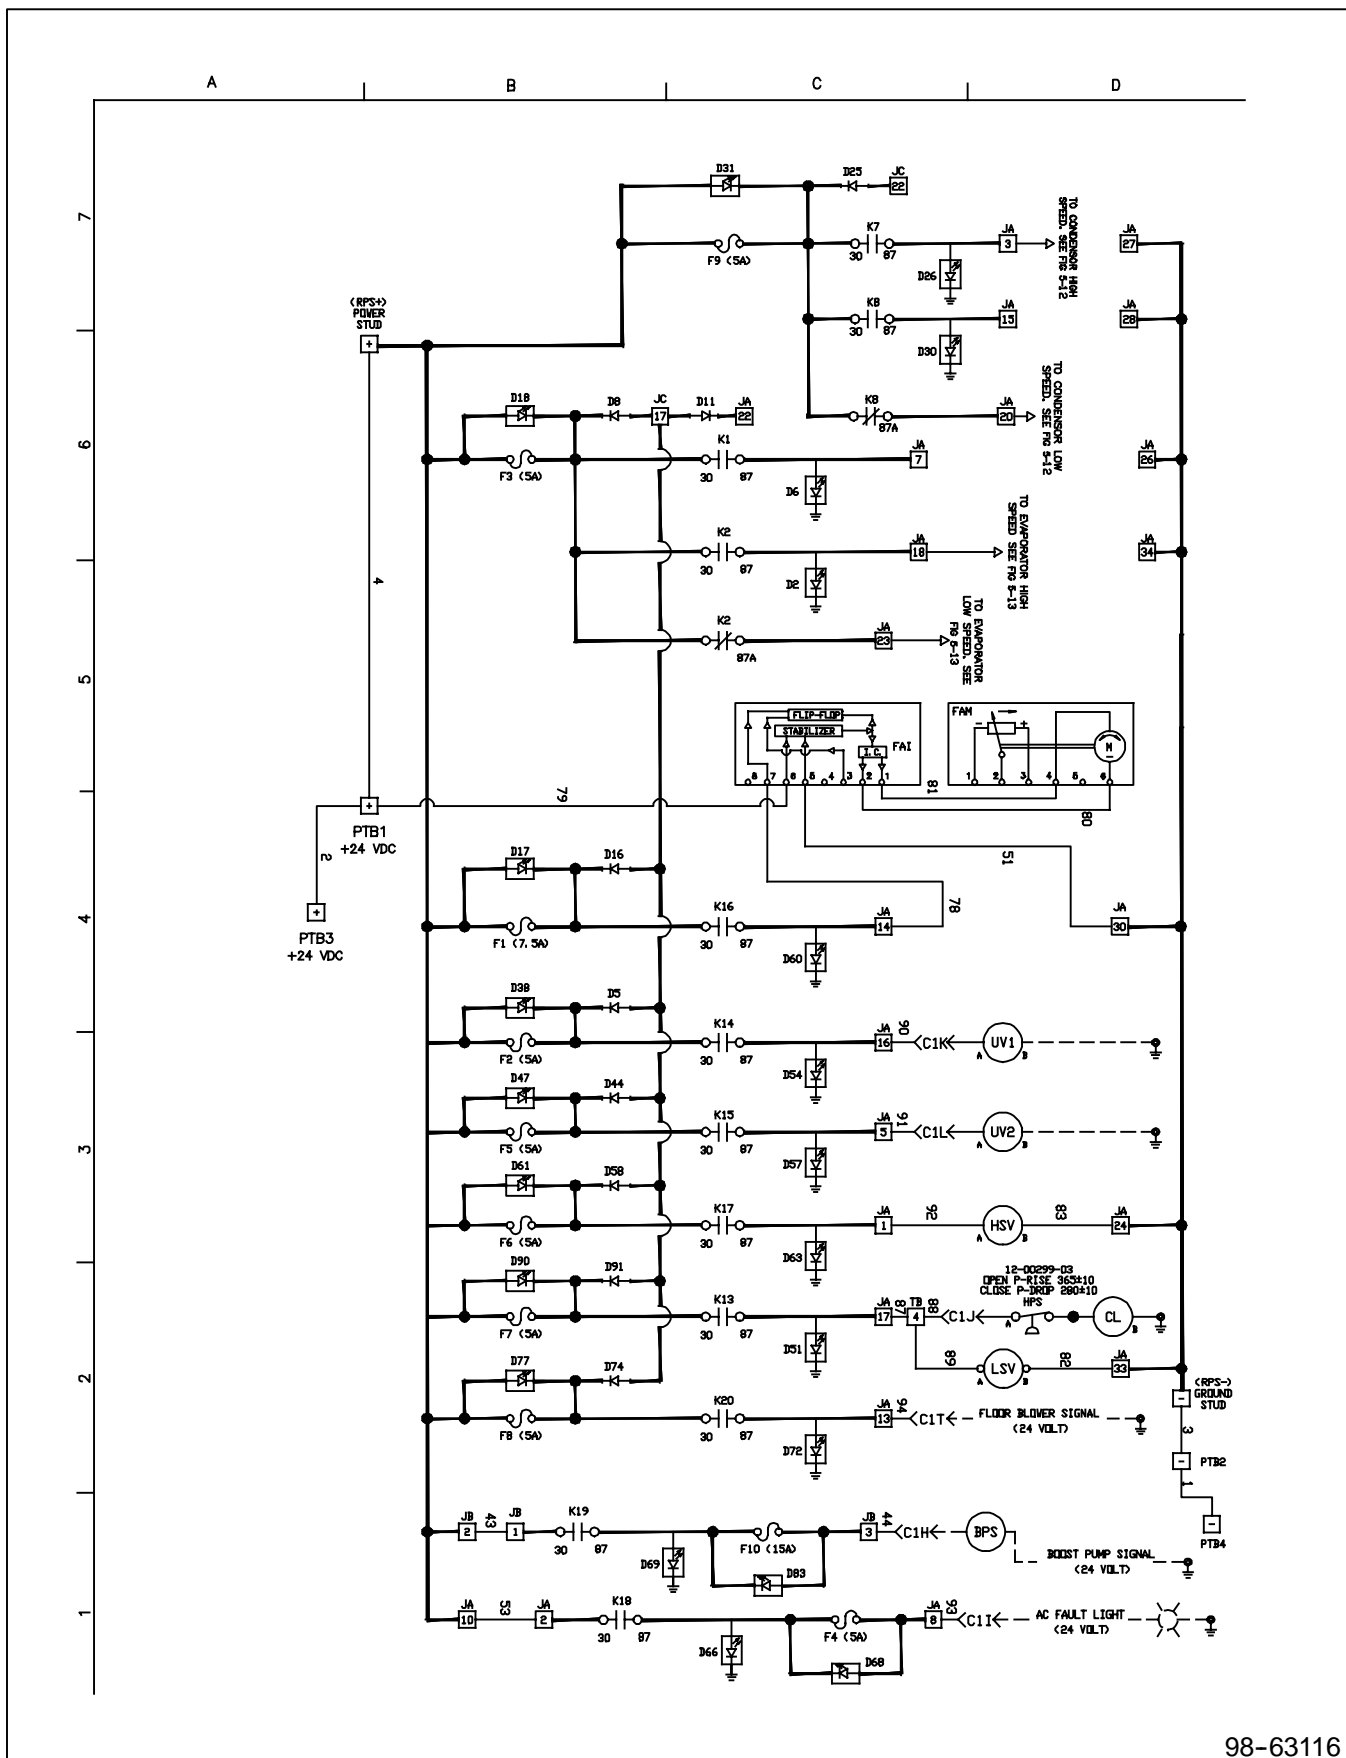 A B C D
7
D31 D25 JC
22
K7 JA JA
3 27
F9 (5A) 30 87
D26
TO CONDENSOR HIGH
SPEED. SEE FIG 5-12
(RPS+)
POWER
STUD
+
K8 JA JA
15 28
30 87
D30
D18 D8 JC D11 JA
17 22
K8 JA
20
87A
TO CONDENSOR LOW
SPEED. SEE FIG 5-12
6
K1 JA JA
7 26
F3 (5A) 30 87
D6
K2 JA JA
18 34
30 87
D2
TO EVAPORATOR HIGH
SPEED SEE FIG 5-13
4
K2 JA
23
87A
TO EVAPORATOR
LOW SPEED. SEE
FIG 5-13
5
FLIP-FLOP
STABILIZER
FAI
I.C.
8 7 6 5 4 3 2 1
FAM
- +
M
-
1 2 3 4 5 6
81
79
80
+
PTB1
+24 VDC
51
2
D17 D16
78
4
+
PTB3
+24 VDC
K16 JA JA
14 30
F1 (7.5A) 30 87
D60
D38 D5
K14 JA 90
16 C1K UV1
A B
F2 (5A) 30 87
D54
D47 D44
3
K15 JA 91
5 C1L UV2
A B
F5 (5A) 30 87
D57
D61 D58
K17 JA 92 83 JA
1 HSV 24
A B
F6 (5A) 30 87
D63
D90 D91
12-00299-03
OPEN P-RISE 365±10
CLOSE P-DROP 280±10
HPS
K13 JA 87 TB 88
17 4 C1J CL
A B
F7 (5A) 30 87
D51
2
D77 D74
89 LSV 82 JA
33
A B
(RPS-)
GROUND
STUD
-
K20 JA 94
13 C1T FLOOR BLOWER SIGNAL
(24 VOLT)
F8 (5A) 30 87
D72
3
- PTB2
1
-
PTB4
JB 43 JB K19 JB 44
2 1 3 C1H BPS
30 87
F10 (15A)
D69
D83
BOOST PUMP SIGNAL
(24 VOLT)
1
JA 53 JA K18 JA 93
10 2 8 C1I AC FAULT LIGHT
(24 VOLT)
30 87
F4 (5A)
D66
D68
98-63116